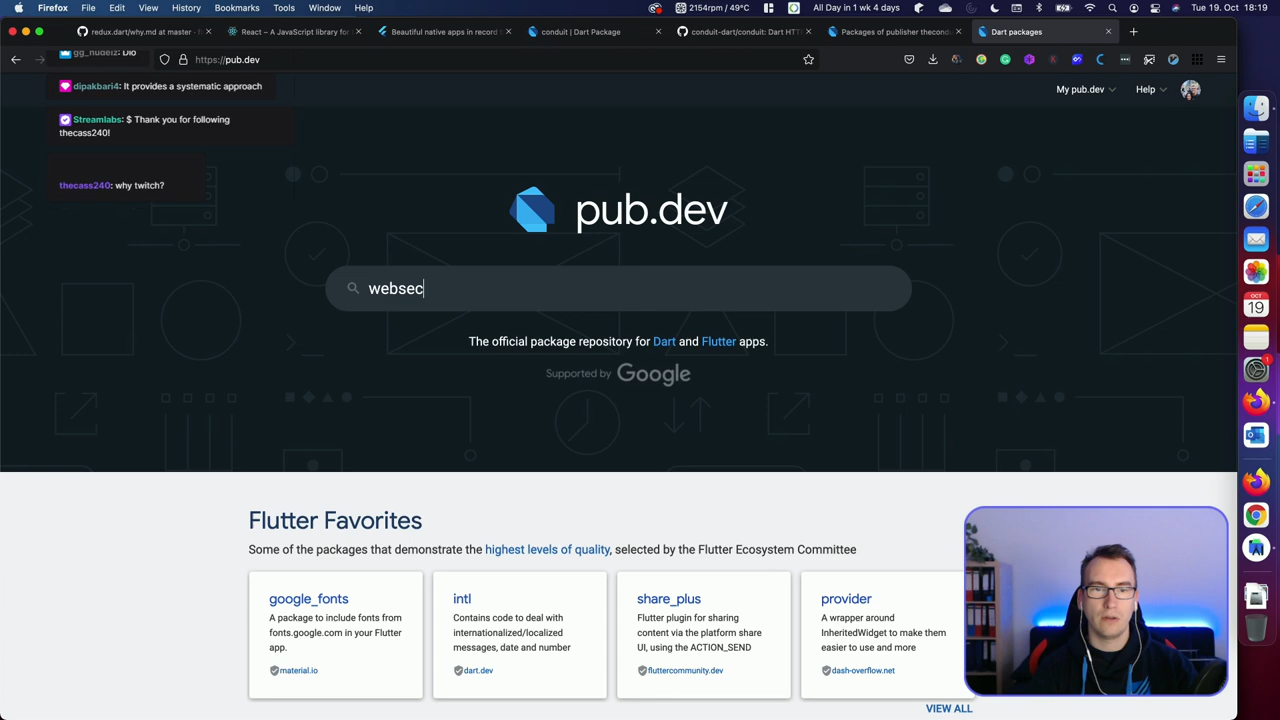 Firefox File Edit View History Bookmarks Tools Window Help
2154rpm / 49°C
All Day in 1 wk 4 days
Tue 19. Oct 18:19
redux.dart/why.md at master · r
React – A JavaScript library for
Beautiful native apps in record
conduit | Dart Package
conduit-dart/conduit: Dart HTT
Packages of publisher thecond
Dart packages
https://pub.dev
gg_nudelz: Dio
dipakbari4: It provides a systematic approach
Streamlabs: $ Thank you for following
thecass240!
thecass240: why twitch?
My pub.dev
Help
pub.dev
websec
The official package repository for Dart and Flutter apps.
Supported by Google
Flutter Favorites
Some of the packages that demonstrate the highest levels of quality, selected by the Flutter Ecosystem Committee
google_fonts
A package to include fonts from
fonts.google.com in your Flutter
app.
material.io
intl
Contains code to deal with
internationalized/localized
messages, date and number
dart.dev
share_plus
Flutter plugin for sharing
content via the platform share
UI, using the ACTION_SEND
fluttercommunity.dev
provider
A wrapper around
InheritedWidget to make them
easier to use and more
dash-overflow.net
VIEW ALL
OCT
19
1
AI